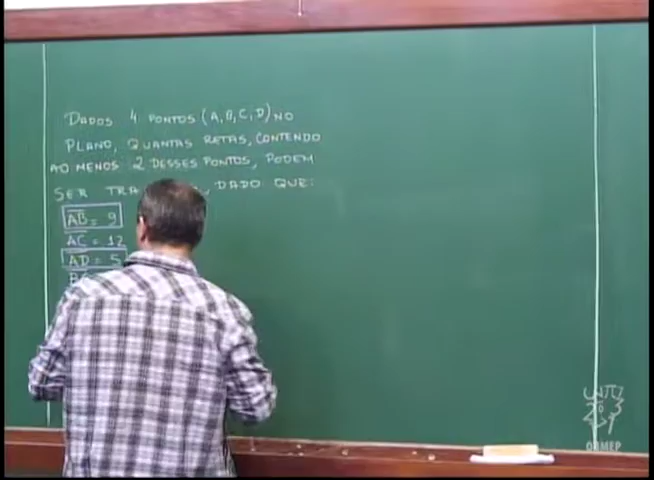 DADOS 4 PONTOS (A,B,C,D) NO
PLANO, QUANTAS RETAS, CONTENDO
AO MENOS 2 DESSES PONTOS, PODEM
SER DADO QUE:
AB = 9
AC = 12
AD = 5
OBMEP